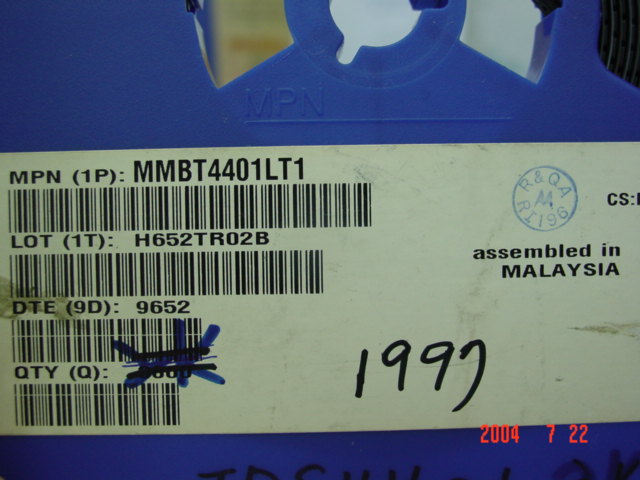 MPN
MPN (1P): MMBT4401LT1
R&QA
A4
RT196
CS:
LOT (1T): H652TR02B
assembled in
MALAYSIA
DTE (9D): 9652
QTY (Q):
1997
2004 7 22